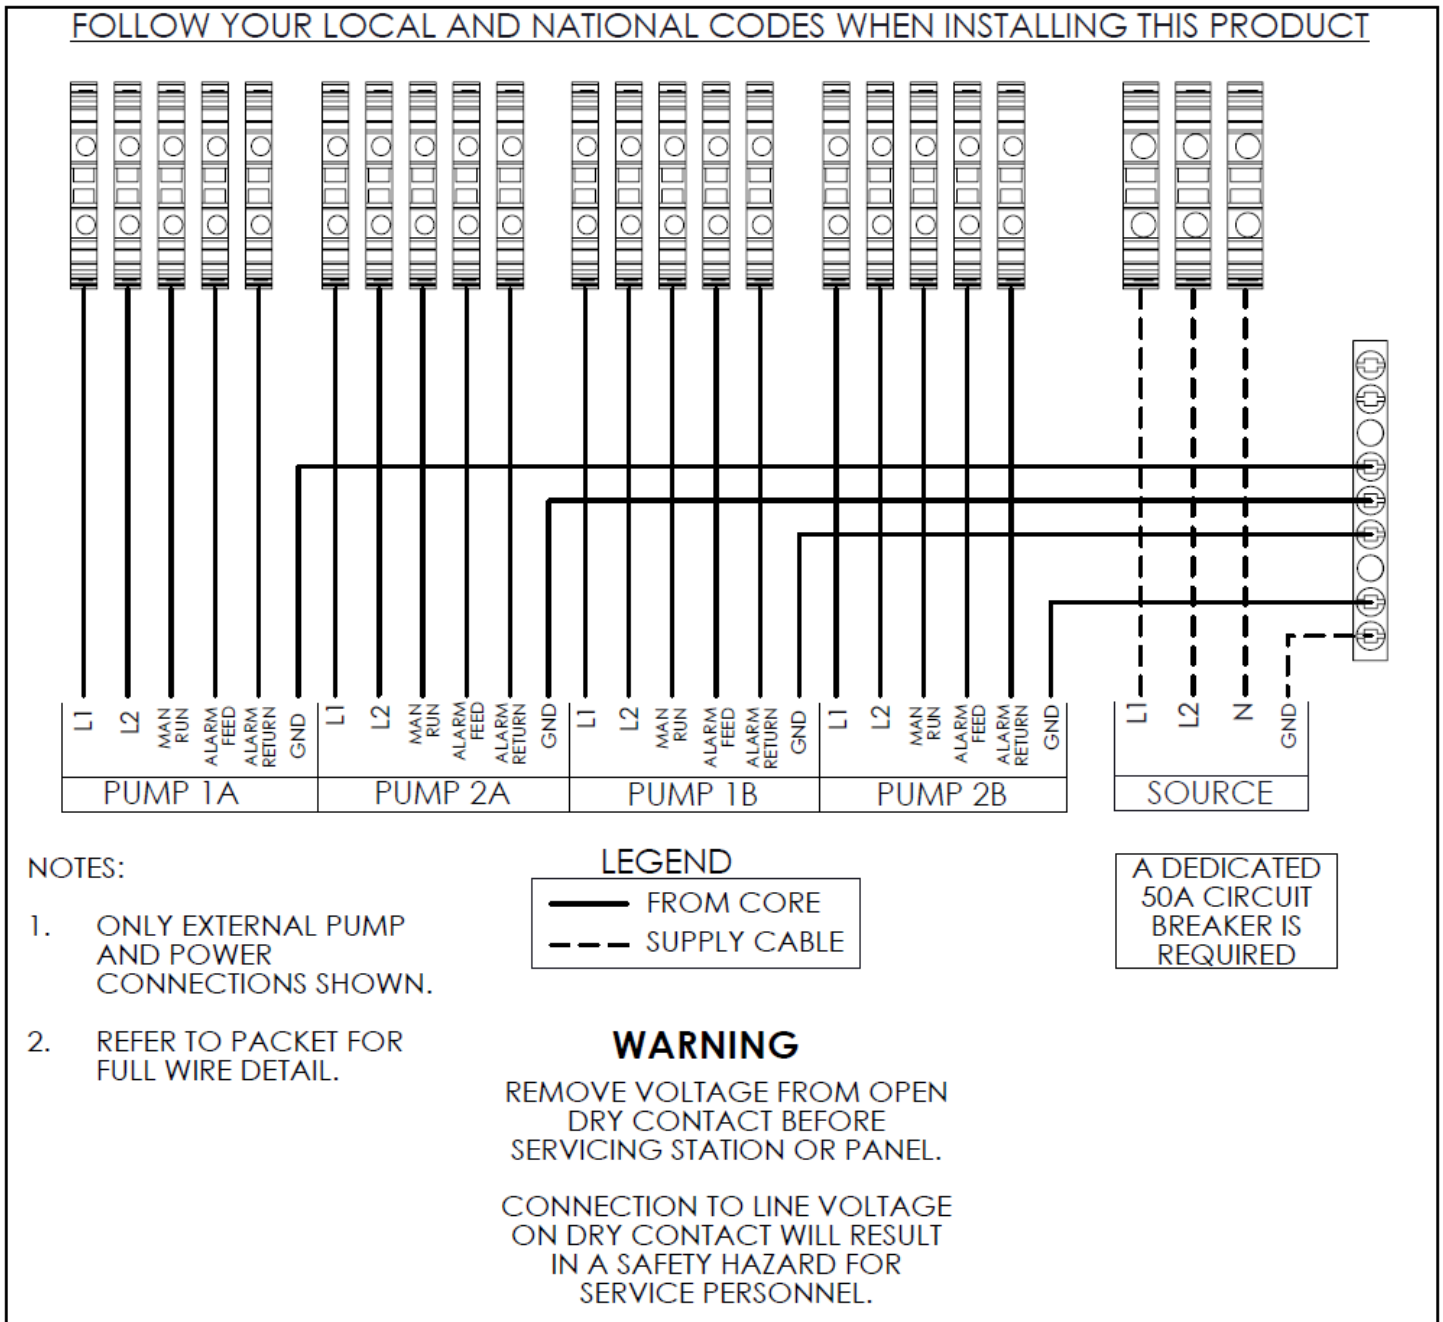 FOLLOW YOUR LOCAL AND NATIONAL CODES WHEN INSTALLING THIS PRODUCT
L1
L2
MAN
RUN
ALARM
FEED
ALARM
RETURN
GND
PUMP 1A
L1
L2
MAN
RUN
ALARM
FEED
ALARM
RETURN
GND
PUMP 2A
L1
L2
MAN
RUN
ALARM
FEED
ALARM
RETURN
GND
PUMP 1B
L1
L2
MAN
RUN
ALARM
FEED
ALARM
RETURN
GND
PUMP 2B
L1
L2
N
GND
SOURCE
NOTES:
1. ONLY EXTERNAL PUMP
AND POWER
CONNECTIONS SHOWN.
2. REFER TO PACKET FOR
FULL WIRE DETAIL.
LEGEND
FROM CORE
SUPPLY CABLE
A DEDICATED
50A CIRCUIT
BREAKER IS
REQUIRED
WARNING
REMOVE VOLTAGE FROM OPEN
DRY CONTACT BEFORE
SERVICING STATION OR PANEL.
CONNECTION TO LINE VOLTAGE
ON DRY CONTACT WILL RESULT
IN A SAFETY HAZARD FOR
SERVICE PERSONNEL.